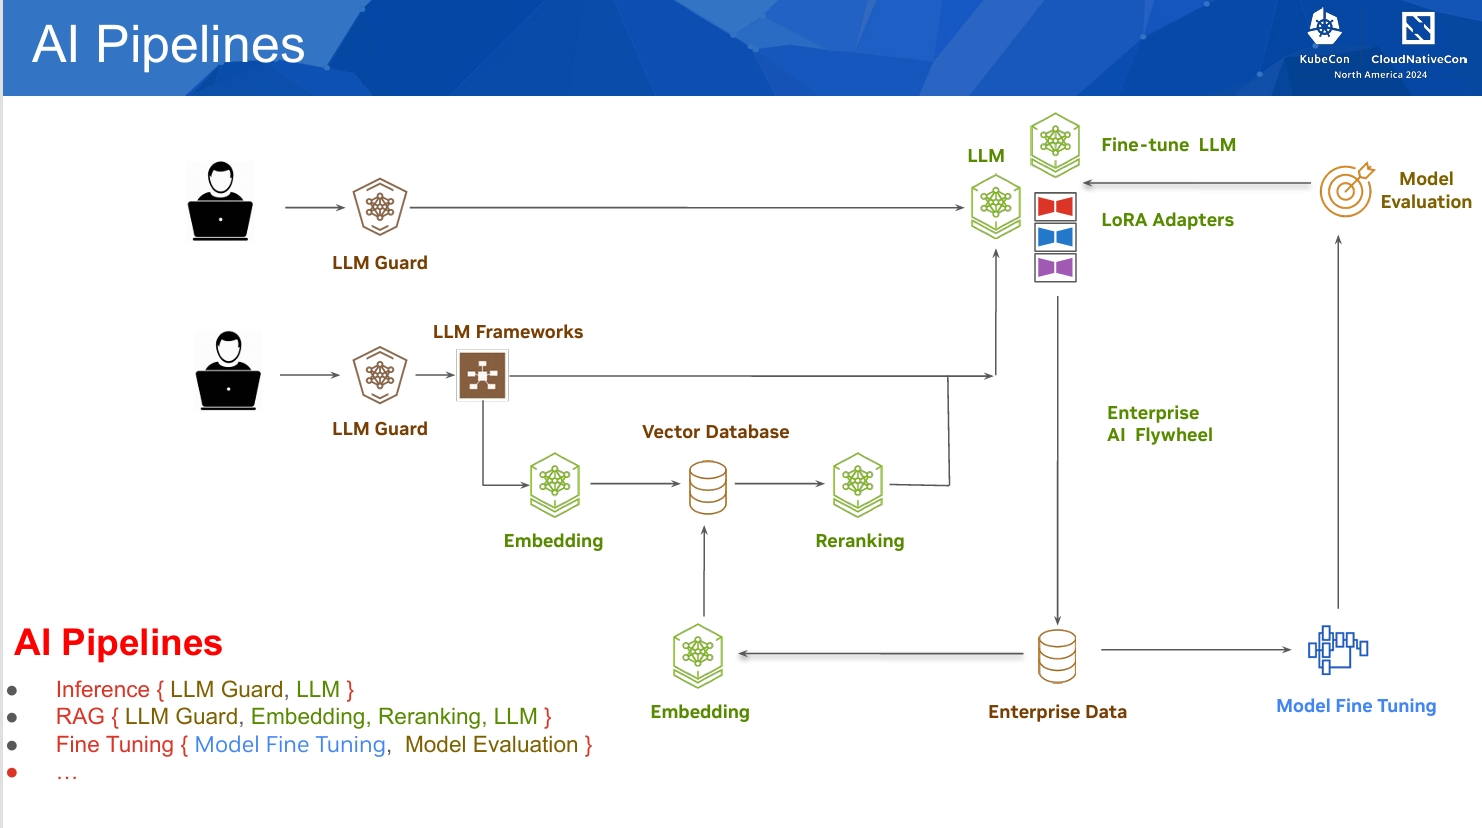 AI Pipelines
KubeCon
CloudNativeCon
North America 2024
LLM
Fine-tune LLM
Model
Evaluation
LoRA Adapters
LLM Guard
LLM Frameworks
LLM Guard
Vector Database
Enterprise
AI Flywheel
Embedding
Reranking
AI Pipelines
Inference { LLM Guard, LLM }
RAG { LLM Guard, Embedding, Reranking, LLM }
Fine Tuning { Model Fine Tuning, Model Evaluation }
…
Embedding
Enterprise Data
Model Fine Tuning